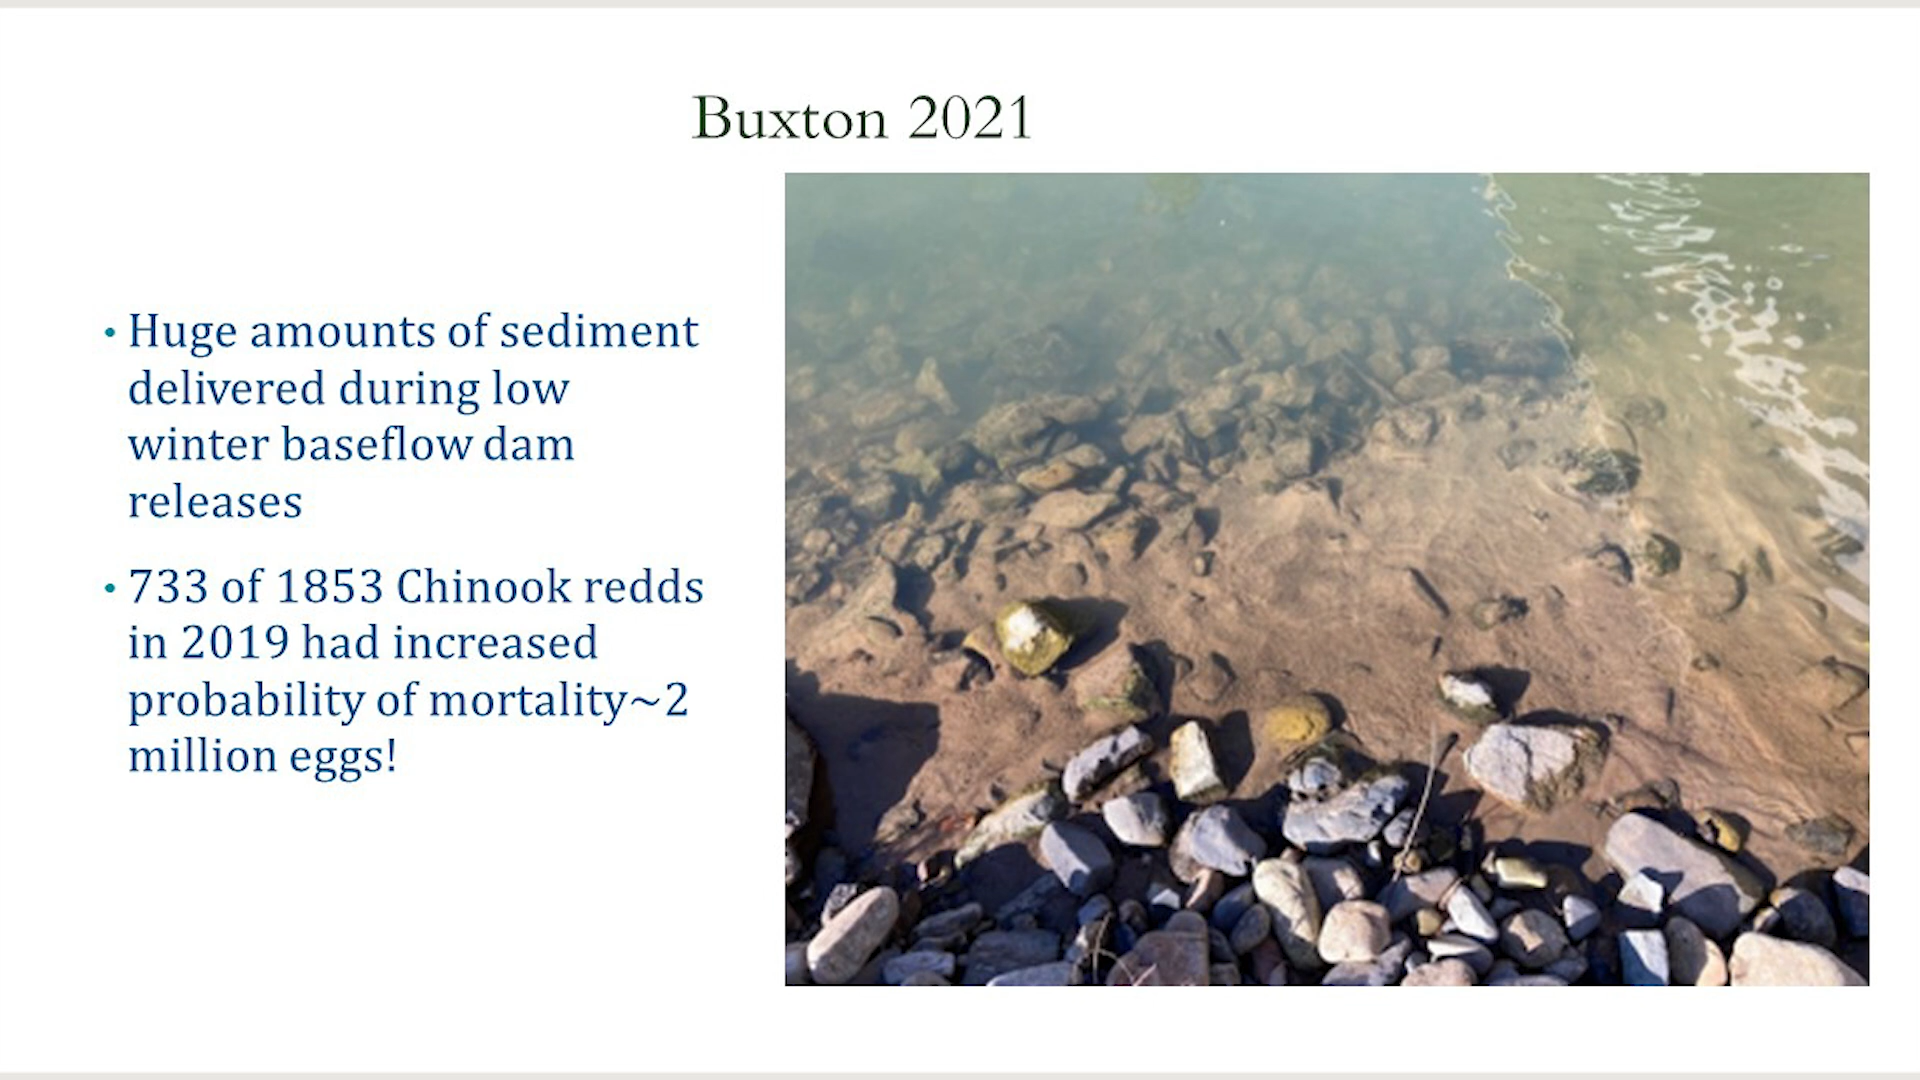 Buxton 2021
• Huge amounts of sediment
delivered during low
winter baseflow dam
releases
• 733 of 1853 Chinook redds
in 2019 had increased
probability of mortality~2
million eggs!